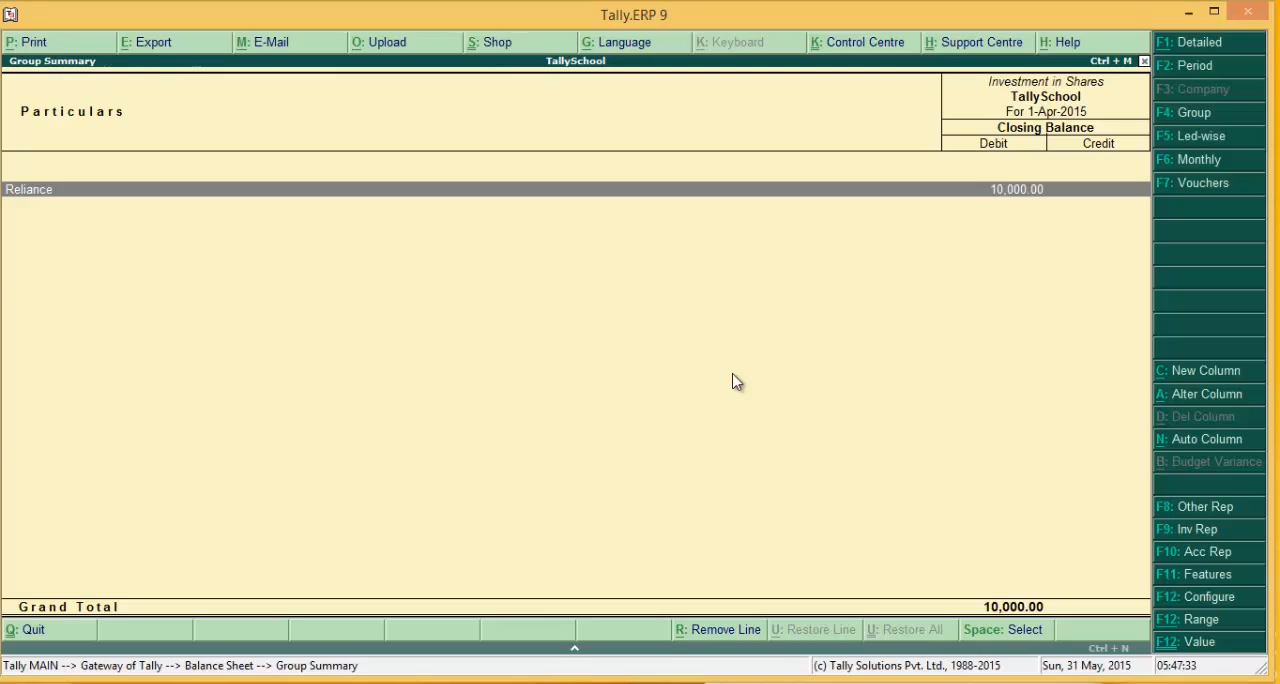 Tally.ERP 9
P: Print E: Export M: E-Mail O: Upload S: Shop G: Language K: Keyboard K: Control Centre H: Support Centre H: Help
Group Summary TallySchool Ctrl + M
Particulars
Investment in Shares
TallySchool
For 1-Apr-2015
Closing Balance
Debit Credit
Reliance 10,000.00
Grand Total 10,000.00
Q: Quit R: Remove Line U: Restore Line U: Restore All Space: Select
Ctrl + N
Tally MAIN --> Gateway of Tally --> Balance Sheet --> Group Summary (c) Tally Solutions Pvt. Ltd., 1988-2015 Sun, 31 May, 2015 05:47:33
F1: Detailed
F2: Period
F3: Company
F4: Group
F5: Led-wise
F6: Monthly
F7: Vouchers
C: New Column
A: Alter Column
D: Del Column
N: Auto Column
B: Budget Variance
F8: Other Rep
F9: Inv Rep
F10: Acc Rep
F11: Features
F12: Configure
F12: Range
F12: Value